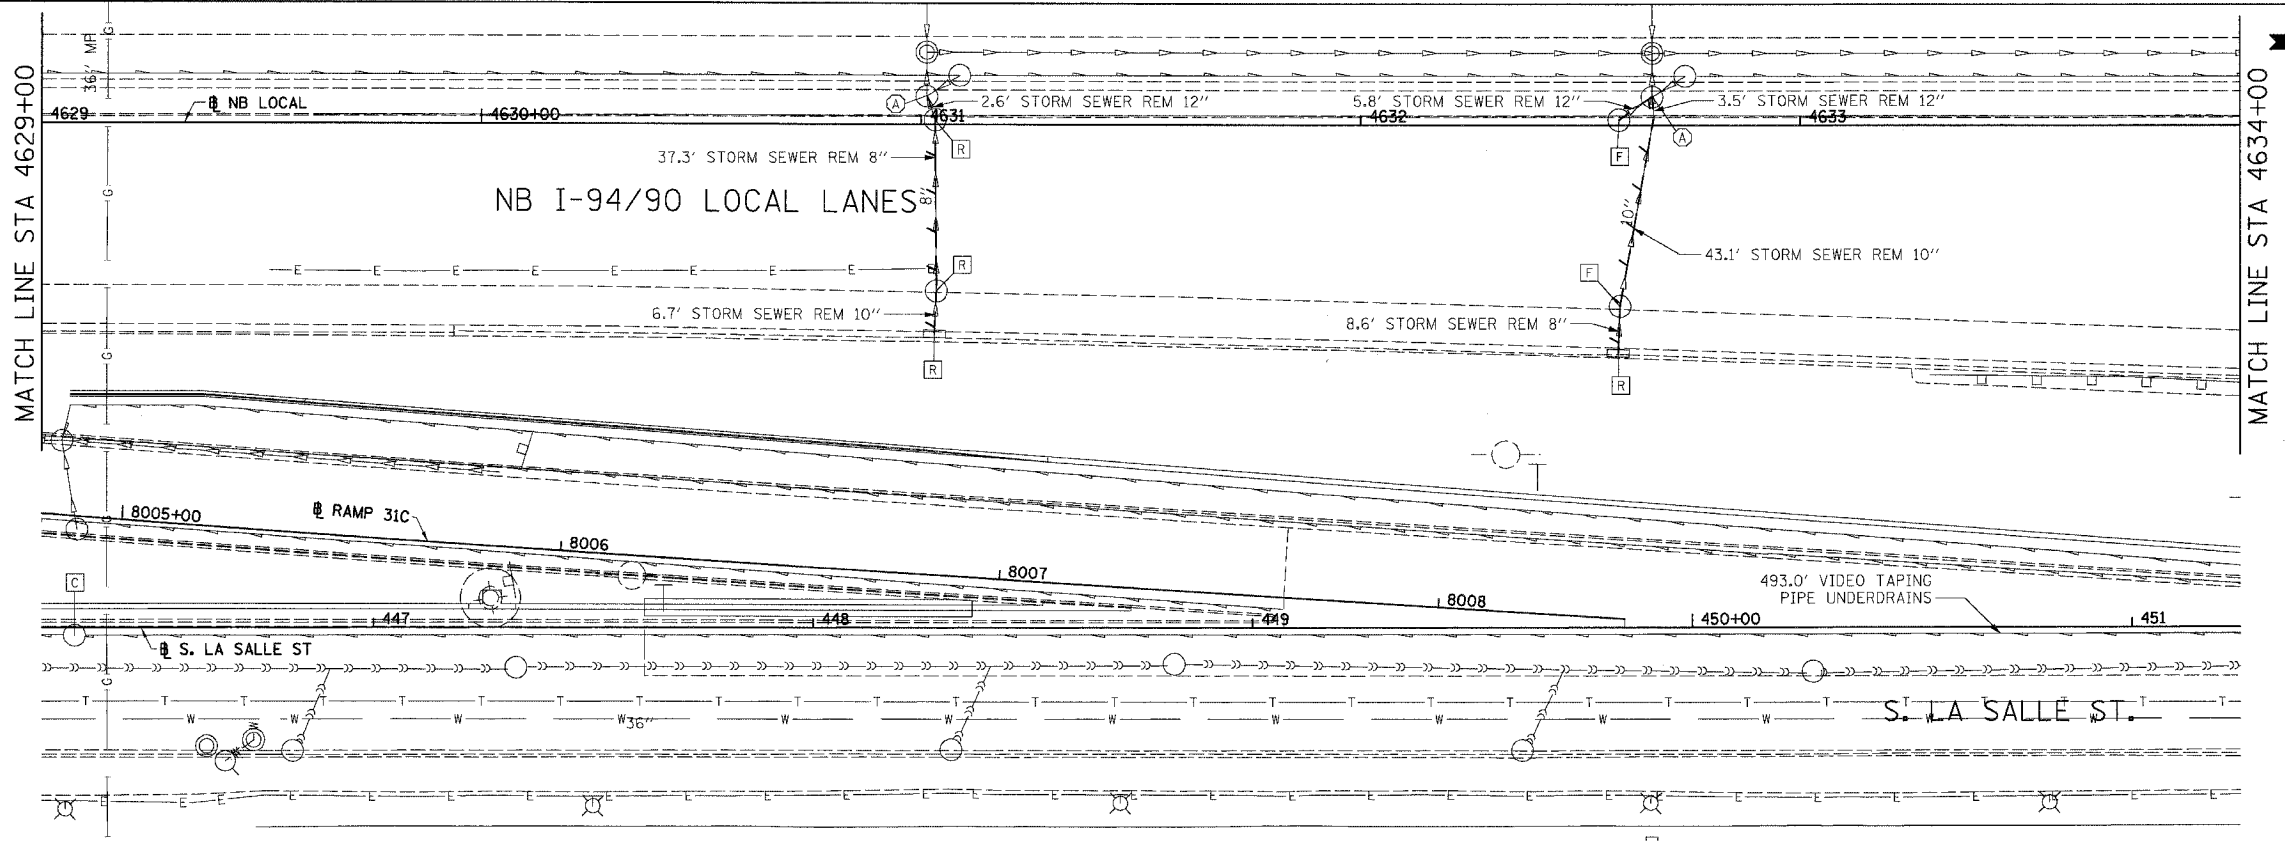 MATCH LINE STA 4629+00
36" MP
G
℄ NB LOCAL
4629
4630+00
4631
4632
4633
A
2.6' STORM SEWER REM 12"
5.8' STORM SEWER REM 12"
3.5' STORM SEWER REM 12"
A
R
F
37.3' STORM SEWER REM 8"
8"
NB I-94/90 LOCAL LANES
10"
43.1' STORM SEWER REM 10"
E E E E E E E E
R
F
6.7' STORM SEWER REM 10"
8.6' STORM SEWER REM 8"
R
R
MATCH LINE STA 4634+00
8005+00
℄ RAMP 31C
8006
8007
8008
C
493.0' VIDEO TAPING
PIPE UNDERDRAINS
447
448
449
450+00
451
℄ S. LA SALLE ST
36"
S. LA SALLE ST.